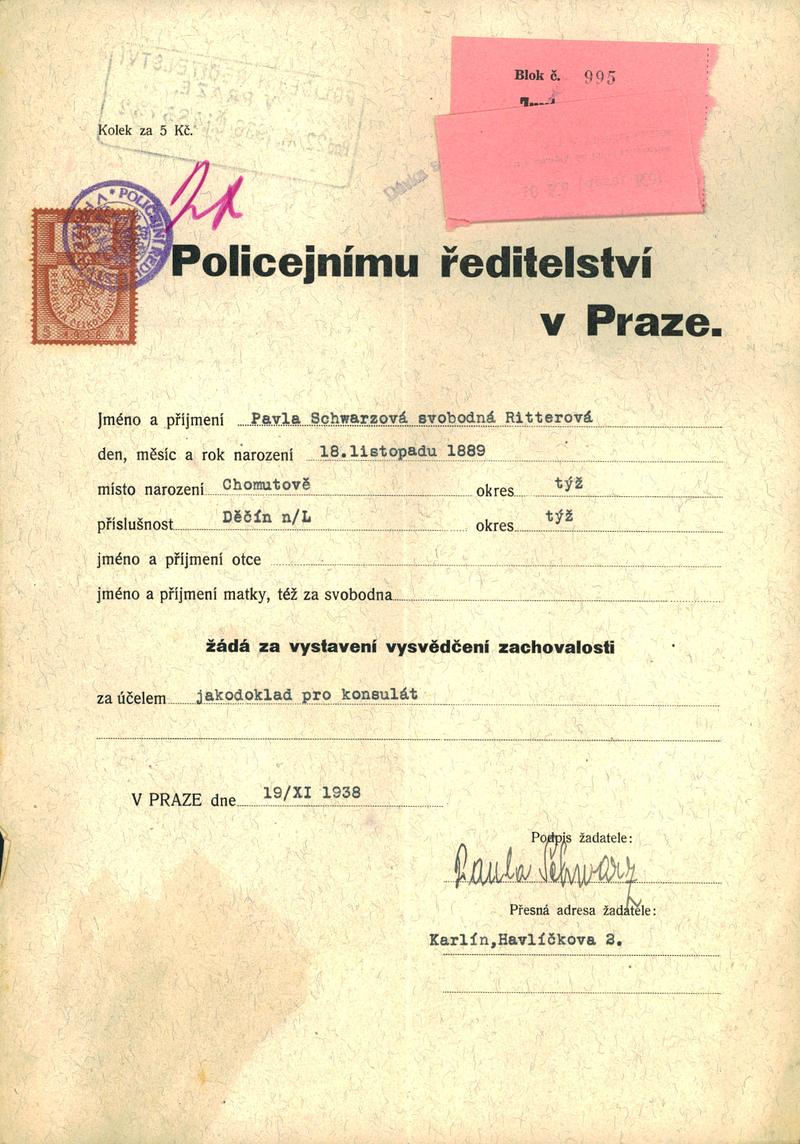 Blok č. 995
Kolek za 5 Kč.
Policejnímu ředitelství
v Praze.
Jméno a příjmení Pavla Schwarzová svobodná Ritterová
den, měsíc a rok narození 18.listopadu 1889
místo narození Chomutově okres týž
příslušnost Děčín n/L okres týž
jméno a příjmení otce
jméno a příjmení matky, též za svobodna
žádá za vystavení vysvědčení zachovalosti
za účelem jakodoklad pro konsulát
V PRAZE dne 19/XI 1938
Podpis žadatele:
Paula Schwarz
Přesná adresa žadatele:
Karlín,Havlíčkova 2.